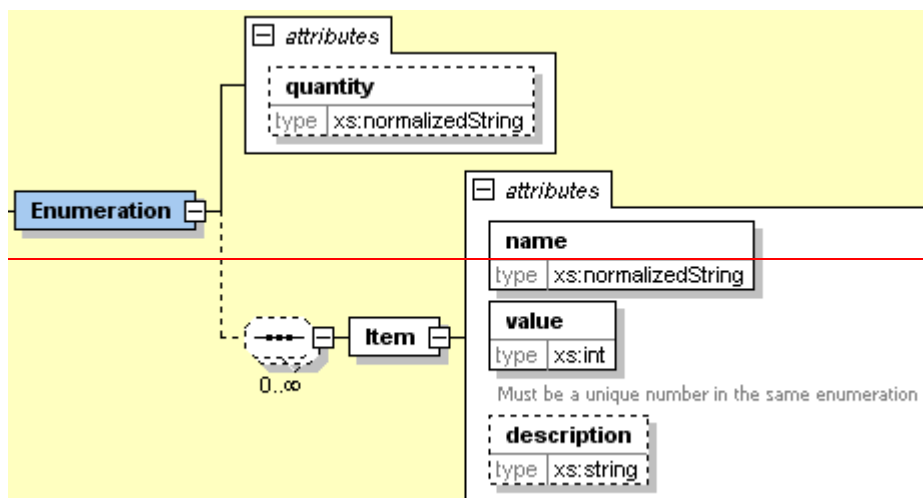 attributes
quantity
type xs:normalizedString
Enumeration
attributes
name
type xs:normalizedString
value
type xs:int
Must be a unique number in the same enumeration
Item
0..∞
description
type xs:string